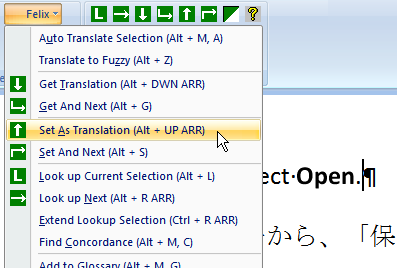 Felix
Auto Translate Selection (Alt + M, A)
Translate to Fuzzy (Alt + Z)
Get Translation (Alt + DWN ARR)
Get And Next (Alt + G)
Set As Translation (Alt + UP ARR)
Set And Next (Alt + S)
ect·Open.¶
Look up Current Selection (Alt + L)
Look up Next (Alt + R ARR)
Extend Lookup Selection (Ctrl + R ARR)
から、「保
Find Concordance (Alt + M, C)
Add to Glossary (Alt + M, G)